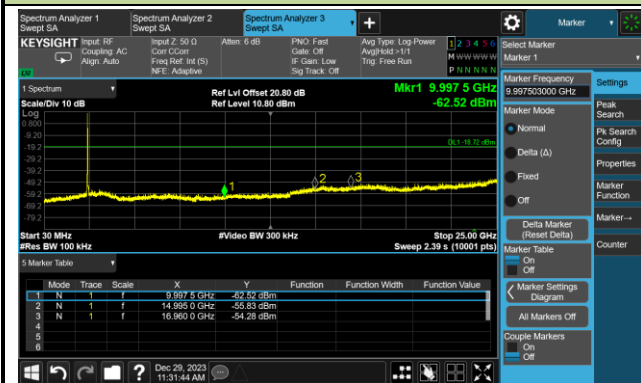 Spectrum Analyzer 1
Swept SA
Spectrum Analyzer 2
Swept SA
Spectrum Analyzer 3
Swept SA
+
Marker
KEYSIGHT
Input: RF
Coupling: AC
Align: Auto
Input Z: 50 Ω
Corr CCorr
Freq Ref: Int (S)
NFE: Adaptive
Atten: 6 dB
PNO: Fast
Gate: Off
IF Gain: Low
Sig Track: Off
Avg Type: Log-Power
Avg|Hold >1/1
Trig: Free Run
1 2 3 4 5 6
M W W W W W
P N N N N N
Select Marker
Marker 1
Marker Frequency
9.997503000 GHz
Settings
Marker Mode
Normal
Delta (Δ)
Fixed
Off
Delta Marker
(Reset Delta)
Marker Table
On
Off
Marker Settings
Diagram
All Markers Off
Couple Markers
On
Off
Peak
Search
Pk Search
Config
Properties
Marker
Function
Marker→
Counter
1 Spectrum
Scale/Div 10 dB
Log
Ref Lvl Offset 20.80 dB
Ref Level 10.80 dBm
Mkr1 9.997 5 GHz
-62.52 dBm
0.800
-9.20
-19.2
-29.2
-39.2
-49.2
-59.2
-69.2
-79.2
DL1 -18.72 dBm
1
2
3
Start 30 MHz
#Res BW 100 kHz
#Video BW 300 kHz
Stop 25.00 GHz
Sweep 2.39 s (10001 pts)
5 Marker Table
Mode Trace Scale X Y Function Function Width Function Value
1 N 1 f 9.997 5 GHz -62.52 dBm
2 N 1 f 14.995 0 GHz -55.83 dBm
3 N 1 f 16.960 0 GHz -54.28 dBm
4
5
6
?
Dec 29, 2023
11:31:44 AM